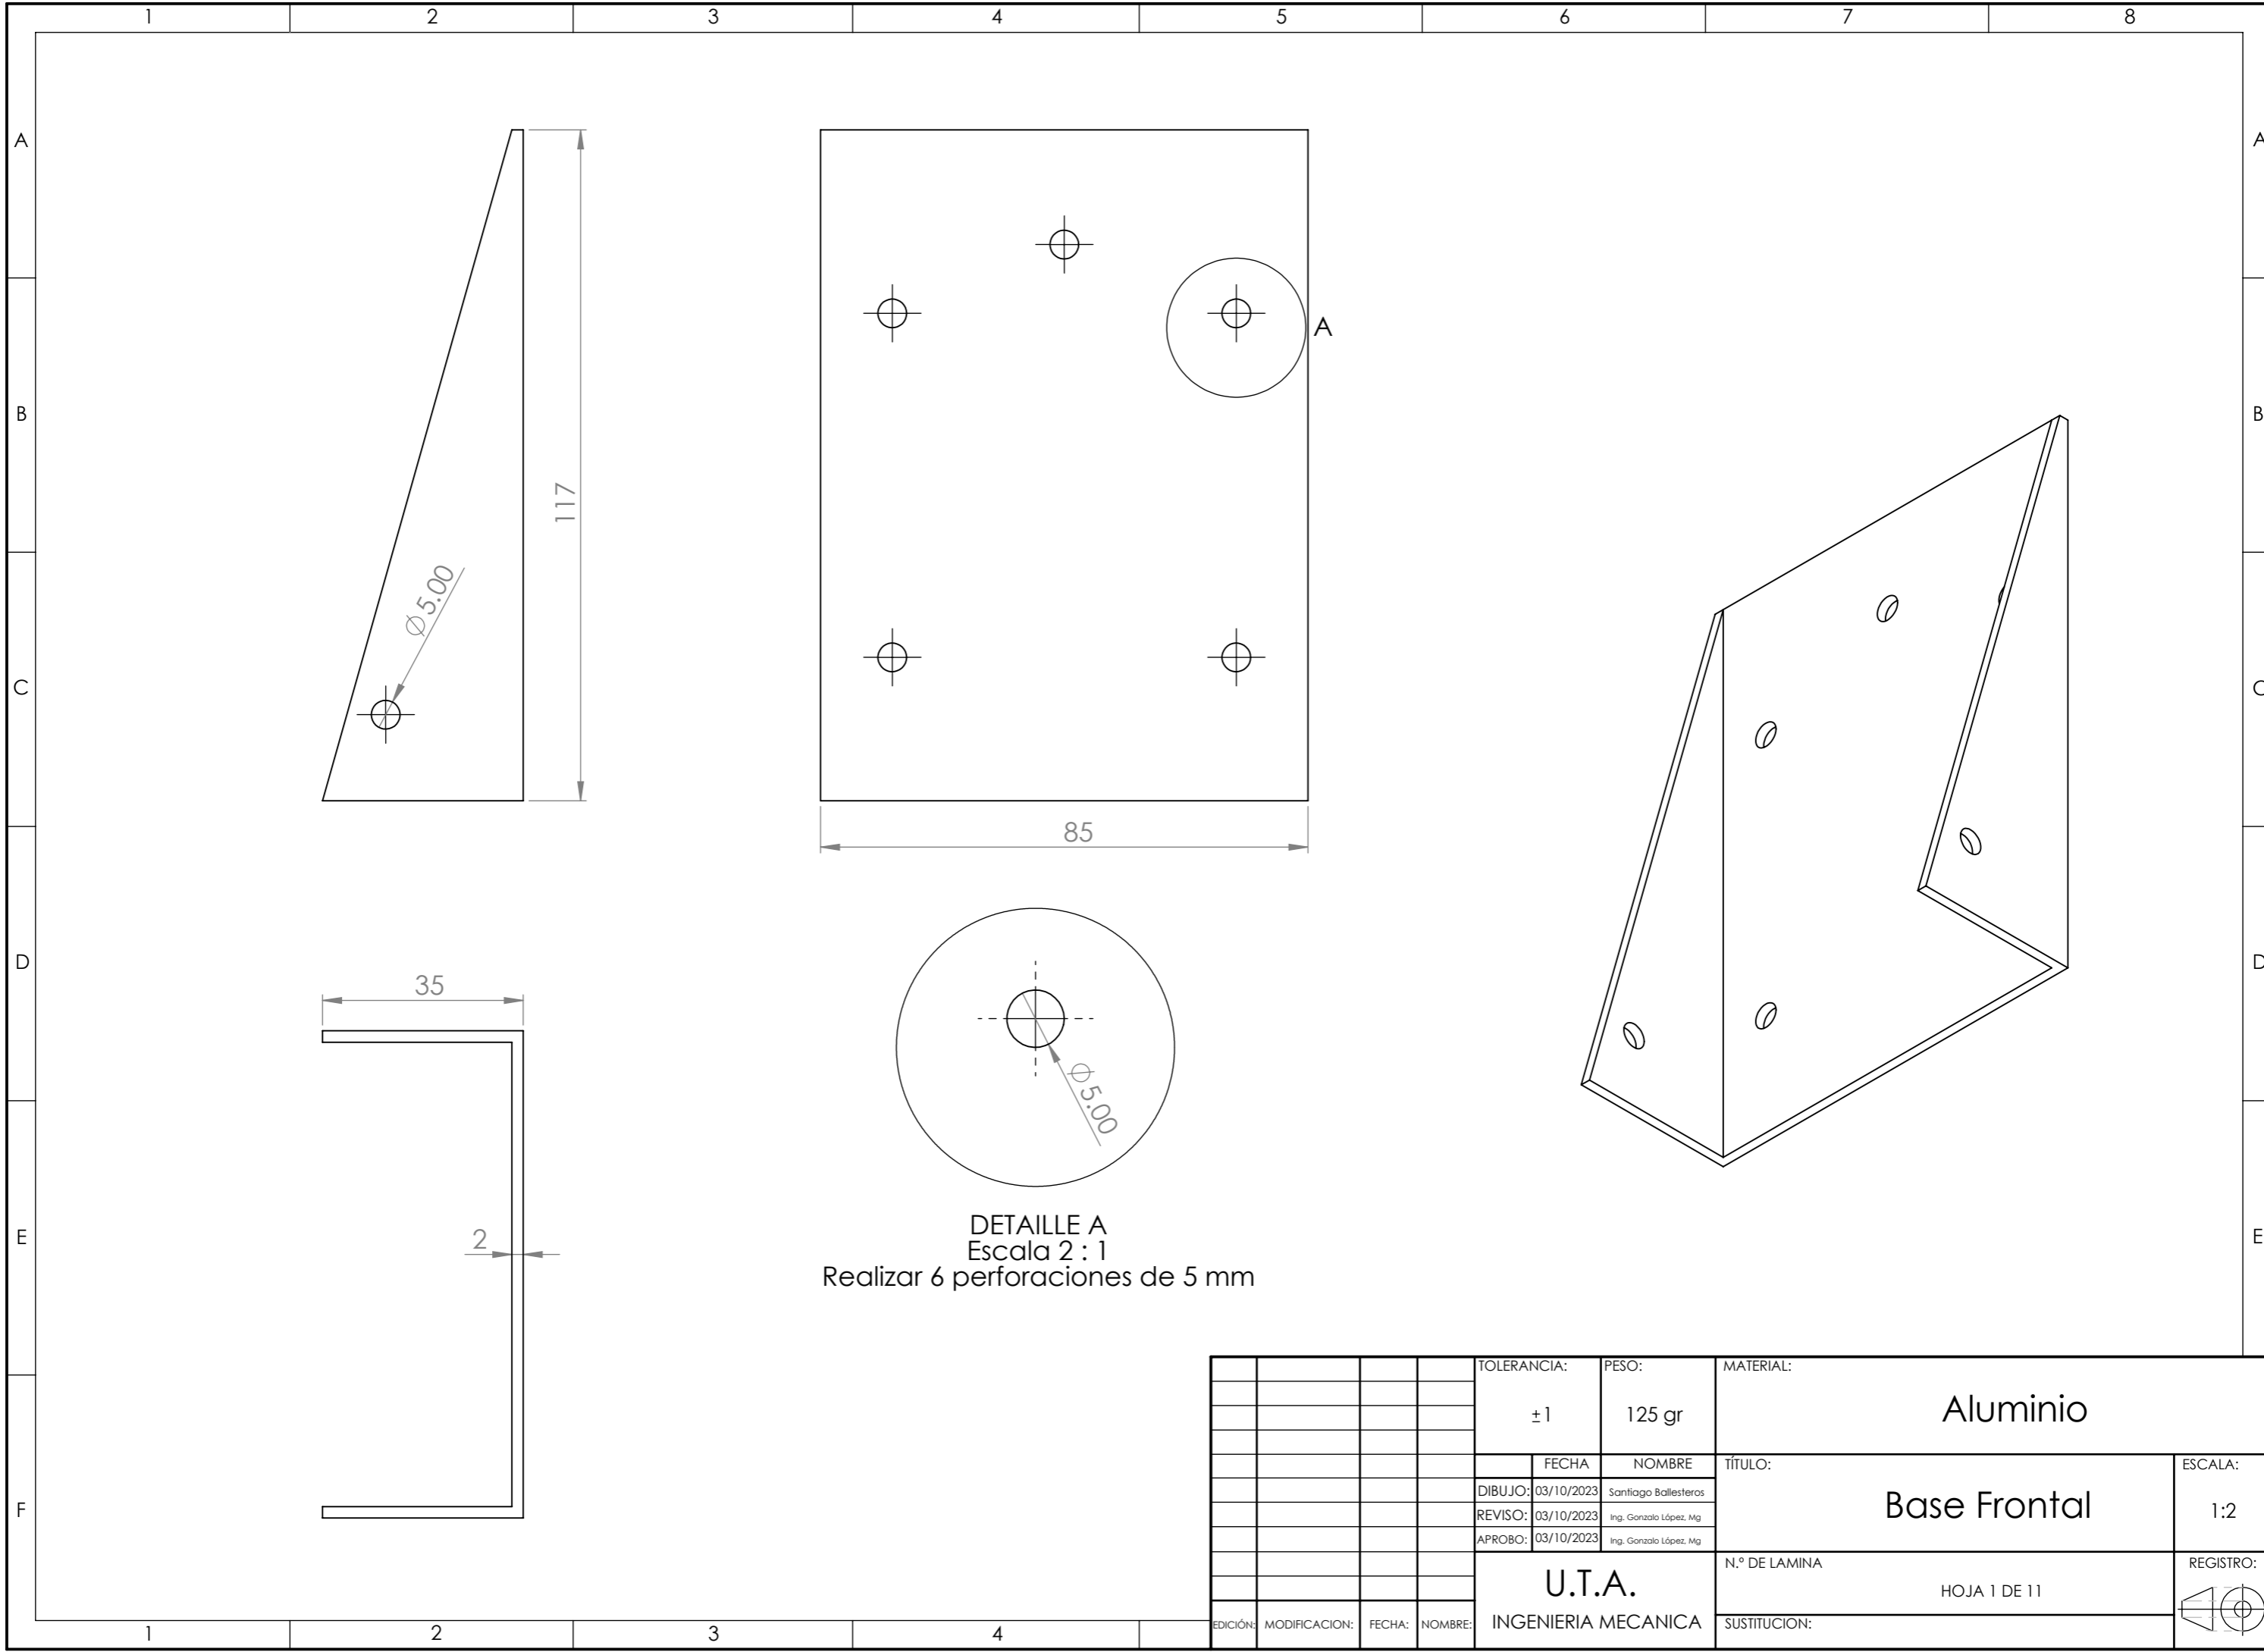 1 2 3 4 5 6 7 8
A A
B B
C C
D D
E E
F
117
Ø 5.00
A
85
35
2
Ø 5.00
DETAILLE A
Escala 2 : 1
Realizar 6 perforaciones de 5 mm
1 2 3 4
TOLERANCIA: PESO: MATERIAL:
±1 125 gr Aluminio
FECHA NOMBRE TÍTULO: ESCALA:
DIBUJO: 03/10/2023 Santiago Ballesteros
REVISO: 03/10/2023 Ing. Gonzalo López, Mg
APROBO: 03/10/2023 Ing. Gonzalo López, Mg
Base Frontal 1:2
U.T.A.
INGENIERIA MECANICA
N.º DE LAMINA REGISTRO:
HOJA 1 DE 11
SUSTITUCION:
EDICIÓN: MODIFICACION: FECHA: NOMBRE: